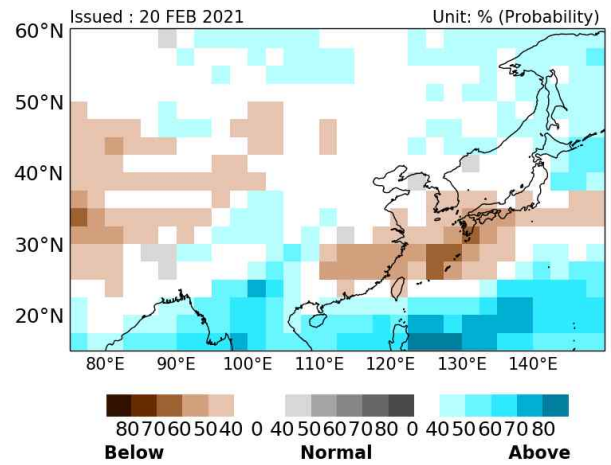 Issued : 20 FEB 2021 Unit: % (Probability)
60°N
50°N
40°N
30°N
20°N
80°E 90°E 100°E 110°E 120°E 130°E 140°E
80 70 60 50 40 0 40 50 60 70 80 0 40 50 60 70 80
Below Normal Above